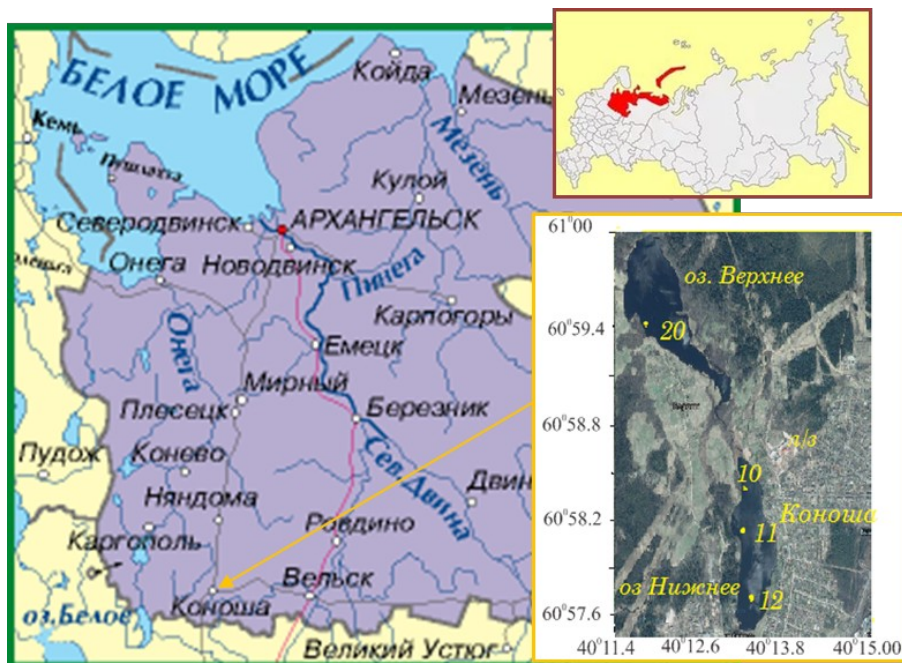 БЕЛОЕ МОРЕ
Койда
Мезень
Кемь
Пушлахта
Мезень
Кулой
Северодвинск
АРХАНГЕЛЬСК
Онега
Новодвинск
Пинега
Карпогоры
Онега
Емецк
Мирный
Плесецк
Березник
Пудож
Конево
Сев. Двина
Двин
Няндома
Каргополь
Ровдино
Вельск
Коноша
оз.Белое
Великий Устюг
61°00
60°59.4
60°58.8
60°58.2
60°57.6
40°11.4
40°12.6
40°13.8
40°15.00
оз. Верхнее
20
л/з
10
Коноша
11
оз Нижнее
12